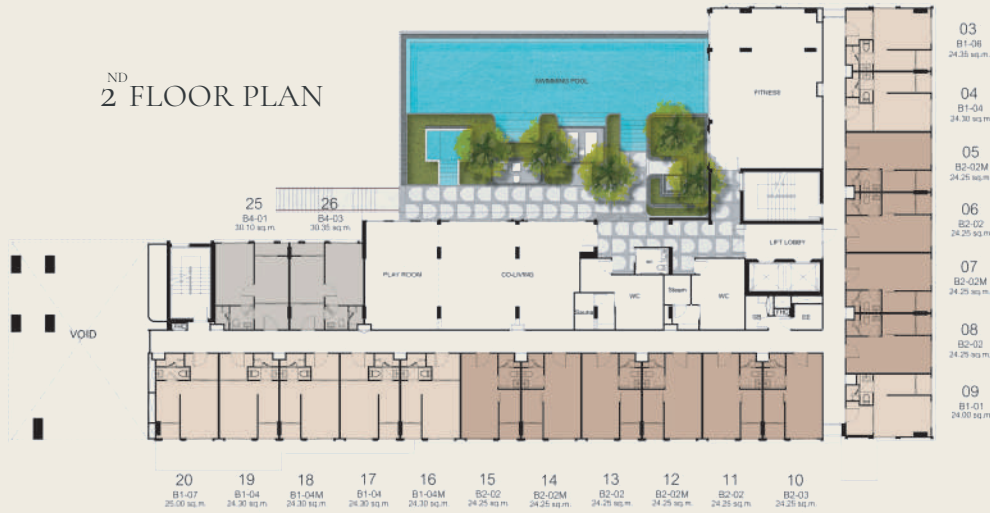 2ND FLOOR PLAN
SWIMMING POOL
FITNESS
LIFT LOBBY
PLAY ROOM
CO-LIVING
WC
Steam
WC
Sauna
EE
VOID
03
B1-06
24.35 sq.m.
04
B1-04
24.30 sq.m.
05
B2-02M
24.25 sq.m.
06
B2-02
24.25 sq.m.
07
B2-02M
24.25 sq.m.
08
B2-02
24.25 sq.m.
09
B1-01
24.00 sq.m.
25
B4-01
30.10 sq.m.
26
B4-03
30.35 sq.m.
20
B1-07
25.00 sq.m.
19
B1-04
24.30 sq.m.
18
B1-04M
24.30 sq.m.
17
B1-04
24.30 sq.m.
16
B1-04M
24.30 sq.m.
15
B2-02
24.25 sq.m.
14
B2-02M
24.25 sq.m.
13
B2-02
24.25 sq.m.
12
B2-02M
24.25 sq.m.
11
B2-02
24.25 sq.m.
10
B2-03
24.25 sq.m.